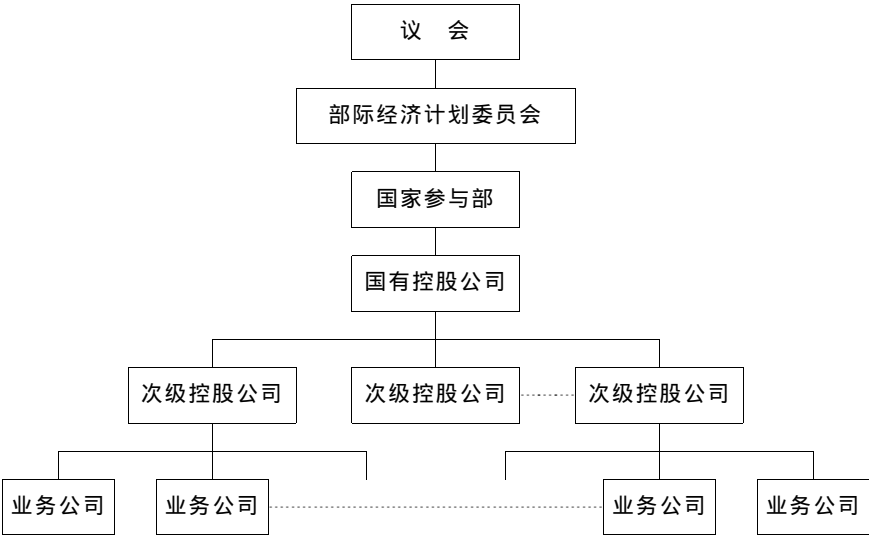 议 会
部际经济计划委员会
国家参与部
国有控股公司
次级控股公司 次级控股公司 次级控股公司
业务公司 业务公司 业务公司 业务公司